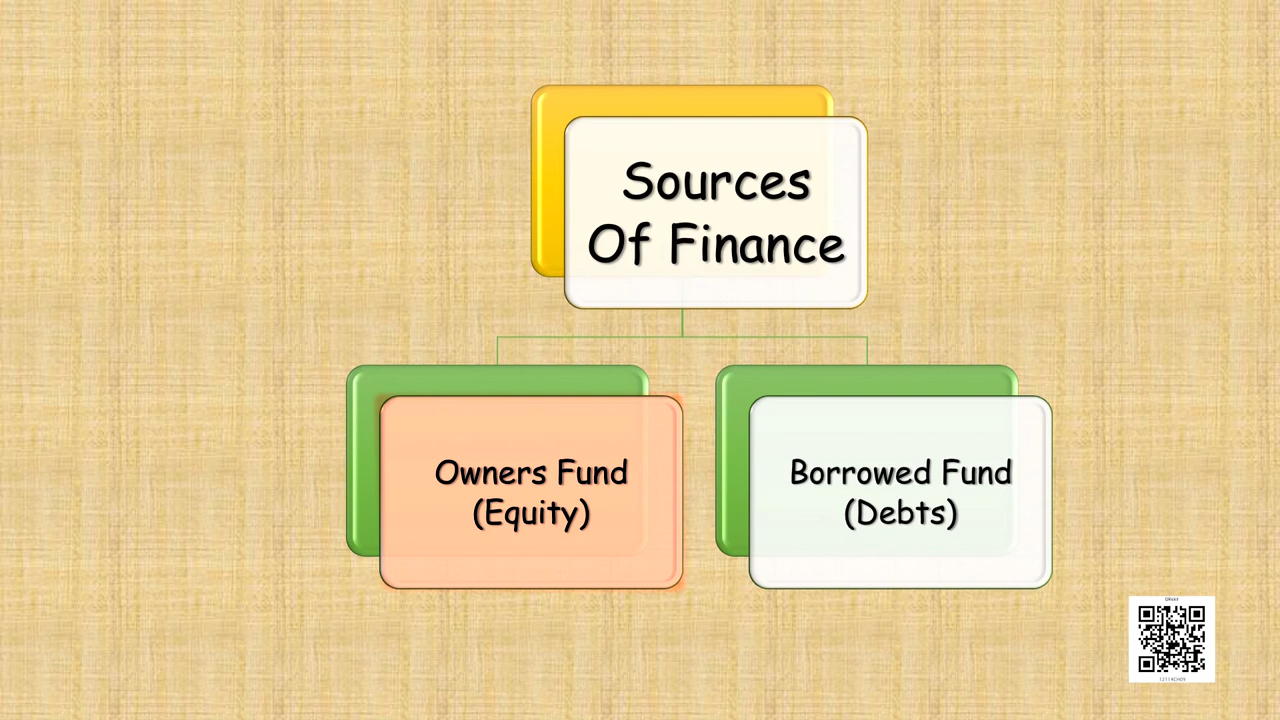 Sources
Of Finance
Owners Fund
(Equity)
Borrowed Fund
(Debts)